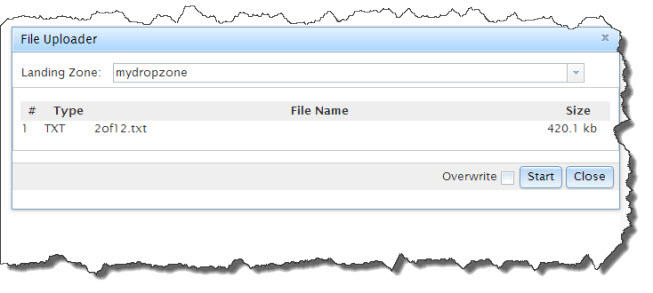 File Uploader x
Landing Zone: mydropzone
# Type File Name Size
1 TXT 2of12.txt 420.1 kb
Overwrite Start Close